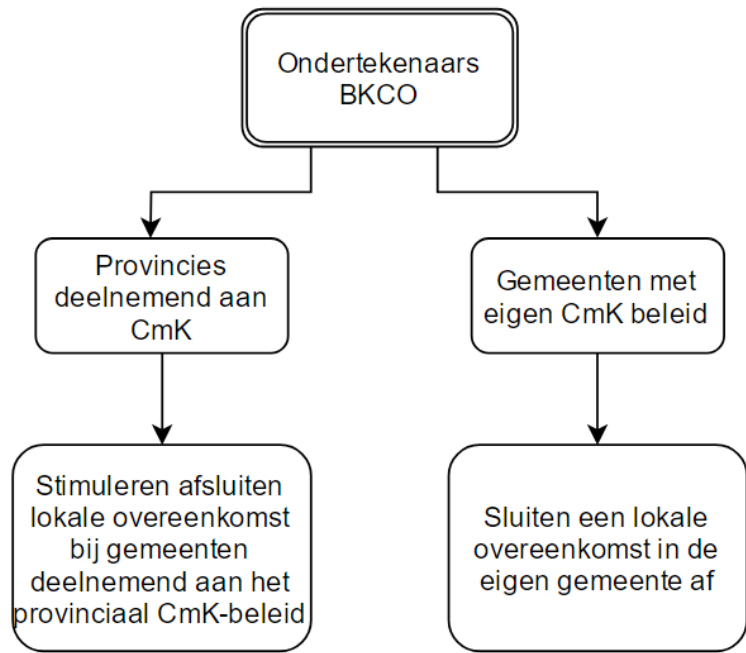 Ondertekenaars
BKCO
Provincies
deelnemend aan
CmK
Gemeenten met
eigen CmK beleid
Stimuleren afsluiten
lokale overeenkomst
bij gemeenten
deelnemend aan het
provinciaal CmK-beleid
Sluiten een lokale
overeenkomst in de
eigen gemeente af